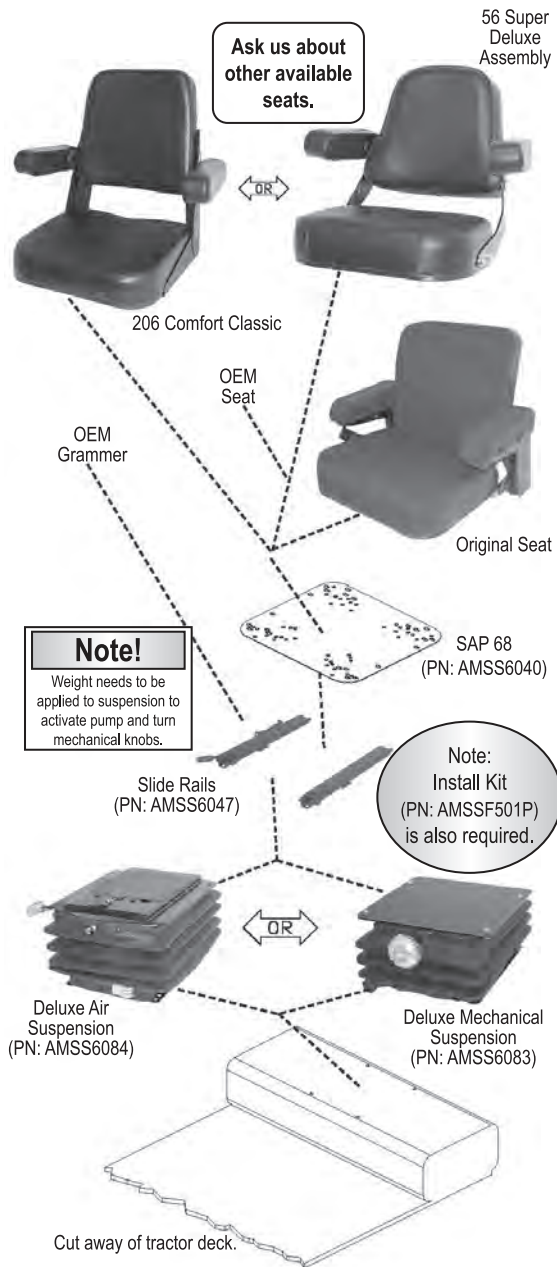 56 Super
Deluxe
Assembly
Ask us about
other available
seats.
OR
206 Comfort Classic
OEM
Seat
OEM
Grammer
Original Seat
SAP 68
(PN: AMSS6040)
Note!
Weight needs to be
applied to suspension to
activate pump and turn
mechanical knobs.
Slide Rails
(PN: AMSS6047)
Note:
Install Kit
(PN: AMSSF501P)
is also required.
OR
Deluxe Air
Suspension
(PN: AMSS6084)
Deluxe Mechanical
Suspension
(PN: AMSS6083)
Cut away of tractor deck.